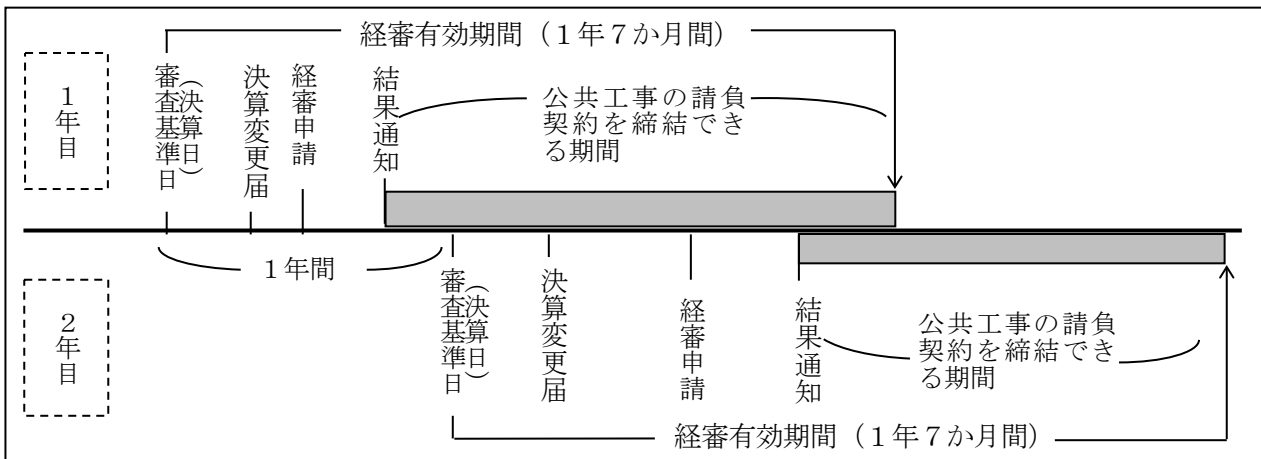 経審有効期間（１年７か月間）
１年目
審査基準日
（決算日）
決算変更届
経審申請
結果通知
公共工事の請負
契約を締結でき
る期間
１年間
２年目
審査基準日
（決算日）
決算変更届
経審申請
結果通知
公共工事の請負
契約を締結でき
る期間
経審有効期間（１年７か月間）